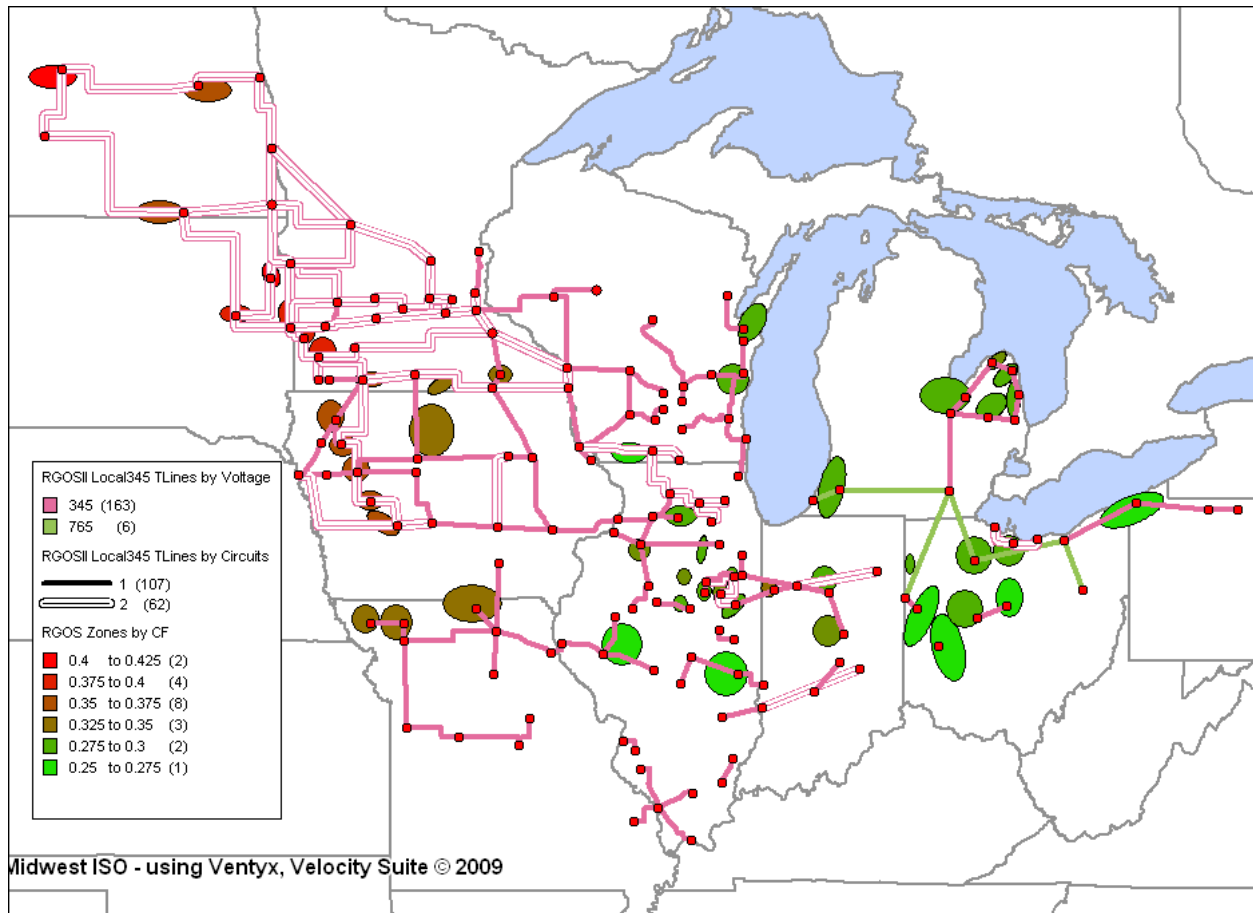 RGOSII Local345 TLines by Voltage
345 (163)
765 (6)
RGOSII Local345 TLines by Circuits
1 (107)
2 (62)
RGOS Zones by CF
0.4 to 0.425 (2)
0.375 to 0.4 (4)
0.35 to 0.375 (8)
0.325 to 0.35 (3)
0.275 to 0.3 (2)
0.25 to 0.275 (1)
Midwest ISO - using Ventyx, Velocity Suite © 2009